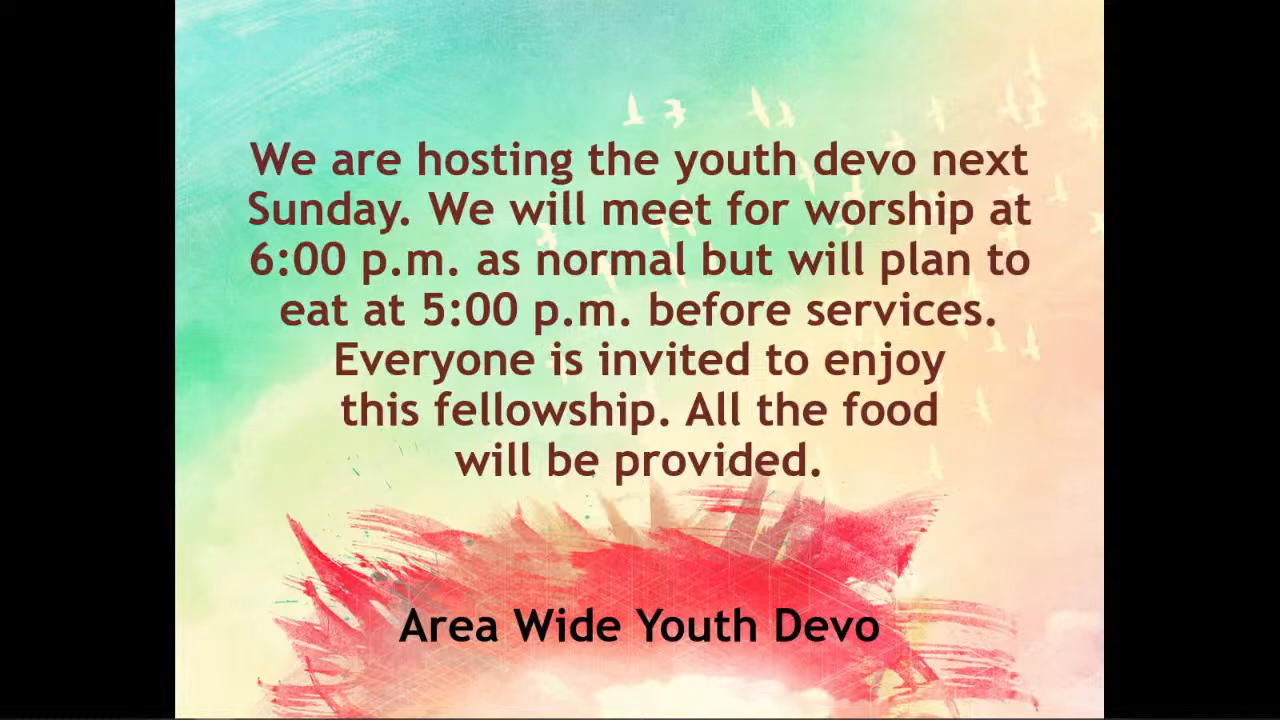 We are hosting the youth devo next
Sunday. We will meet for worship at
6:00 p.m. as normal but will plan to
eat at 5:00 p.m. before services.
Everyone is invited to enjoy
this fellowship. All the food
will be provided.
Area Wide Youth Devo